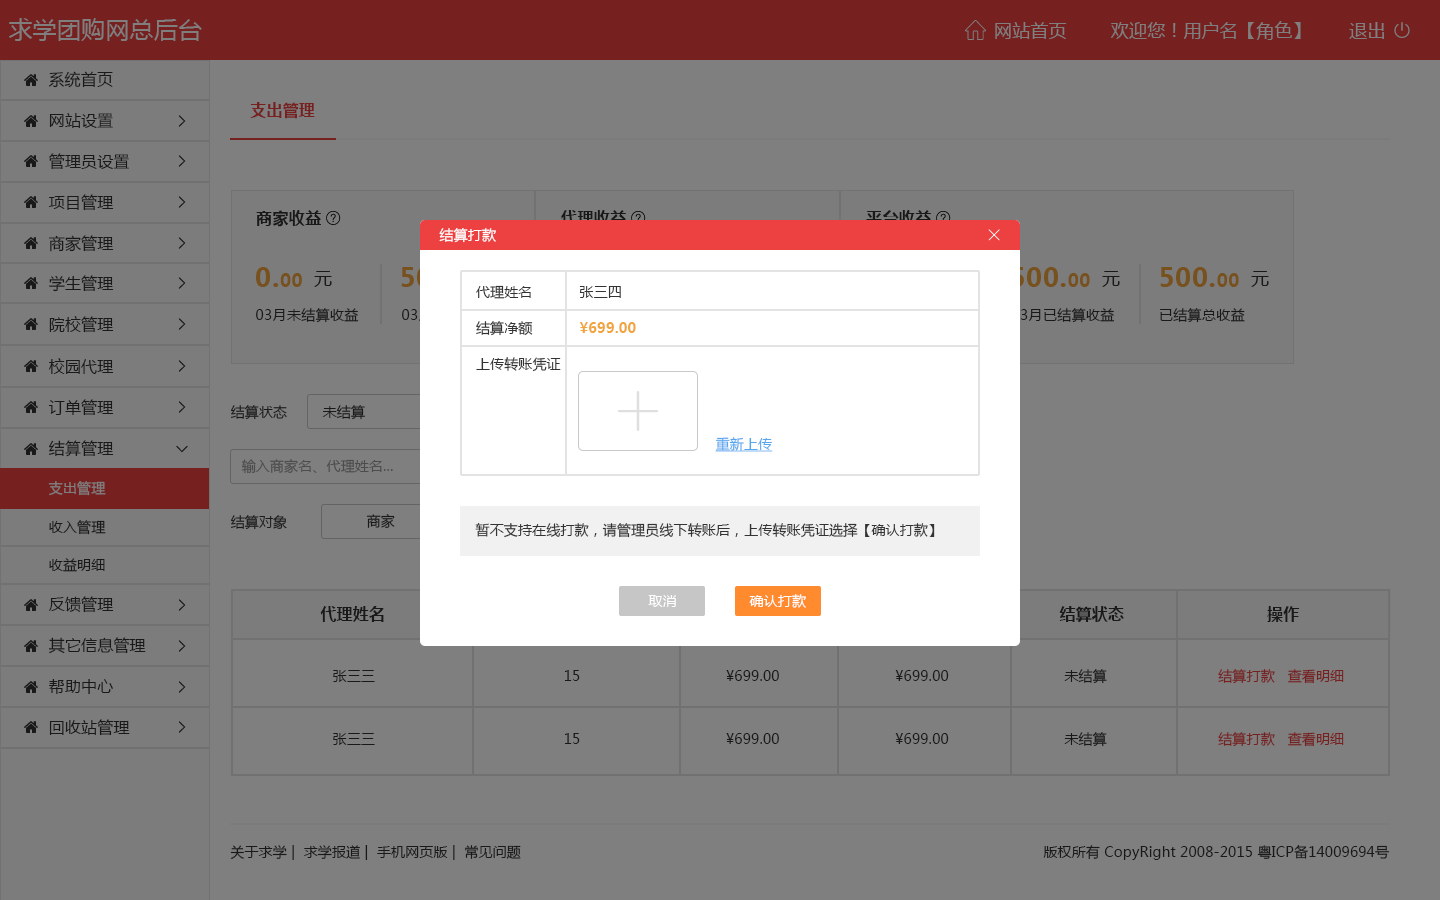 求学团购网总后台
网站首页 欢迎您！用户名【角色】 退出
系统首页
网站设置
管理员设置
项目管理
商家管理
学生管理
院校管理
校园代理
订单管理
结算管理
支出管理
收入管理
收益明细
反馈管理
其它信息管理
帮助中心
回收站管理
支出管理
商家收益 代理收益 平台收益
0.00 元
03月未结算收益
500.00 元
3月已结算收益
500.00 元
已结算总收益
结算状态 未结算
输入商家名、代理姓名...
结算对象 商家
结算打款
代理姓名 张三四
结算净额 ¥699.00
上传转账凭证
重新上传
暂不支持在线打款，请管理员线下转账后，上传转账凭证选择【确认打款】
取消 确认打款
代理姓名 结算状态 操作
张三三 15 ¥699.00 ¥699.00 未结算 结算打款 查看明细
张三三 15 ¥699.00 ¥699.00 未结算 结算打款 查看明细
关于求学 | 求学报道 | 手机网页版 | 常见问题
版权所有 CopyRight 2008-2015 粤ICP备14009694号